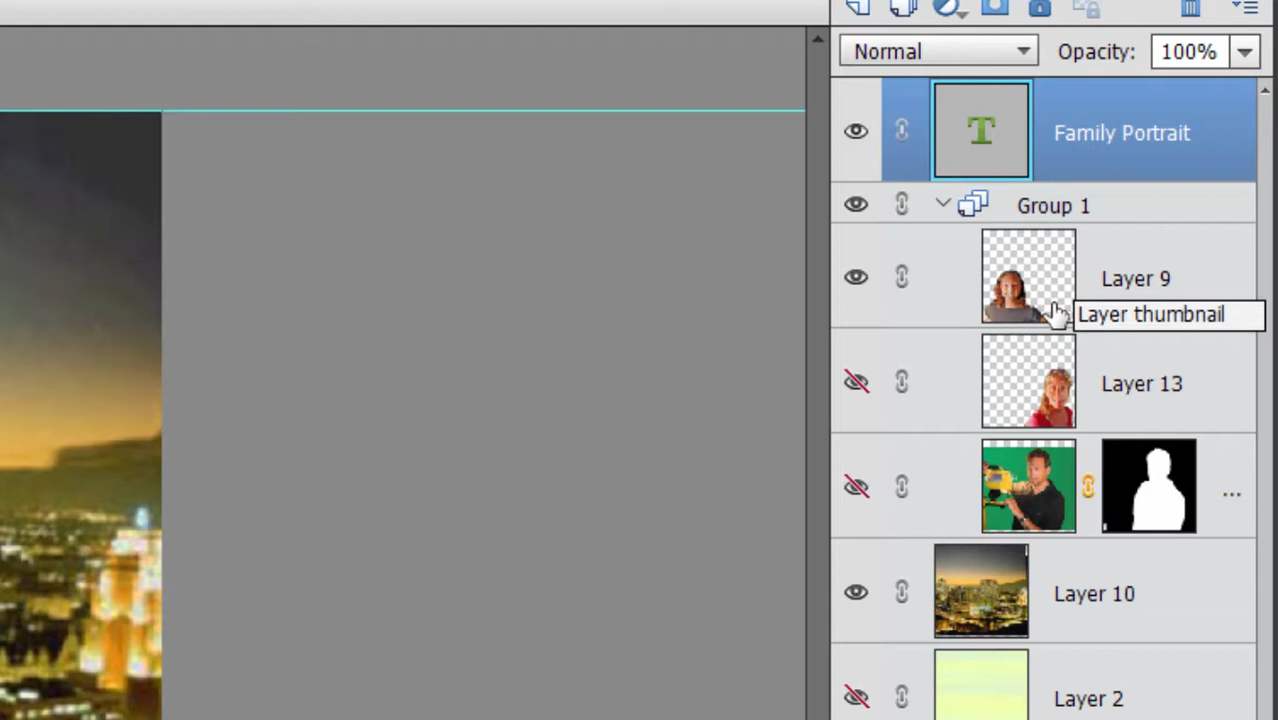 Normal Opacity: 100%
T Family Portrait
Group 1
Layer 9
Layer thumbnail
Layer 13
...
Layer 10
Layer 2